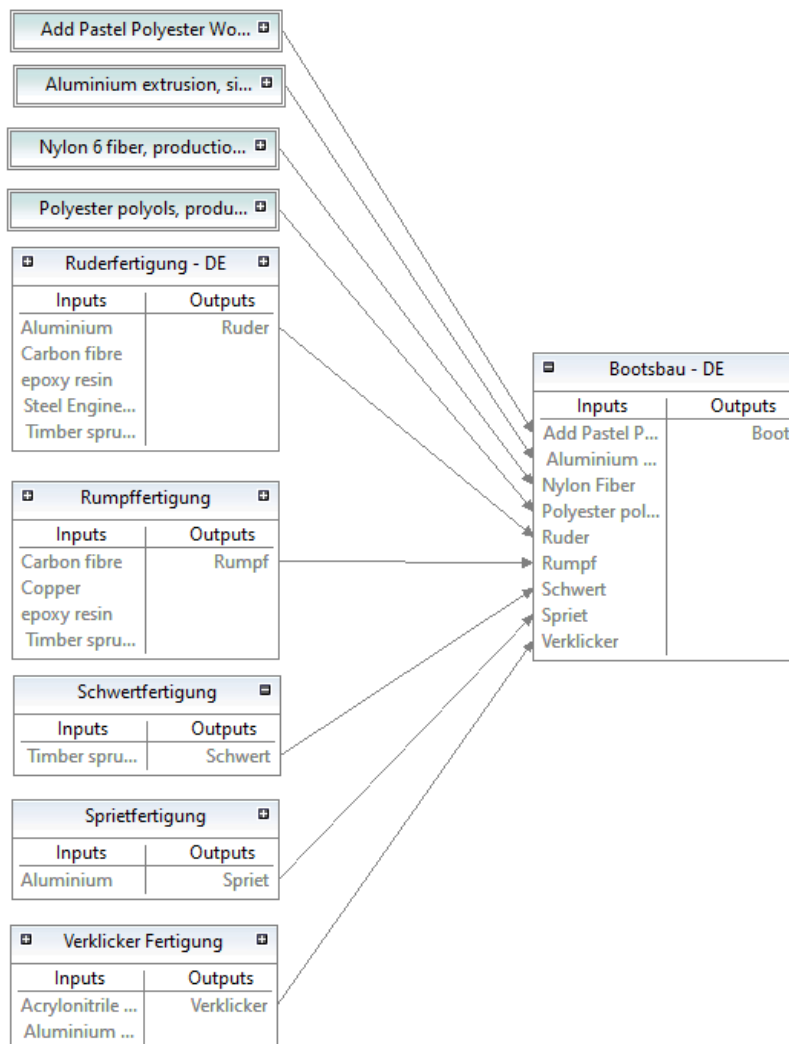 Add Pastel Polyester Wo...
Aluminium extrusion, si...
Nylon 6 fiber, productio...
Polyester polyols, produ...
Ruderfertigung - DE
Inputs Outputs
Aluminium Ruder
Carbon fibre
epoxy resin
Steel Engine...
Timber spru...
Rumpffertigung
Inputs Outputs
Carbon fibre Rumpf
Copper
epoxy resin
Timber spru...
Schwertfertigung
Inputs Outputs
Timber spru... Schwert
Sprietfertigung
Inputs Outputs
Aluminium Spriet
Verklicker Fertigung
Inputs Outputs
Acrylonitrile ... Verklicker
Aluminium ...
Bootsbau - DE
Inputs Outputs
Add Pastel P... Boot
Aluminium ...
Nylon Fiber
Polyester pol...
Ruder
Rumpf
Schwert
Spriet
Verklicker